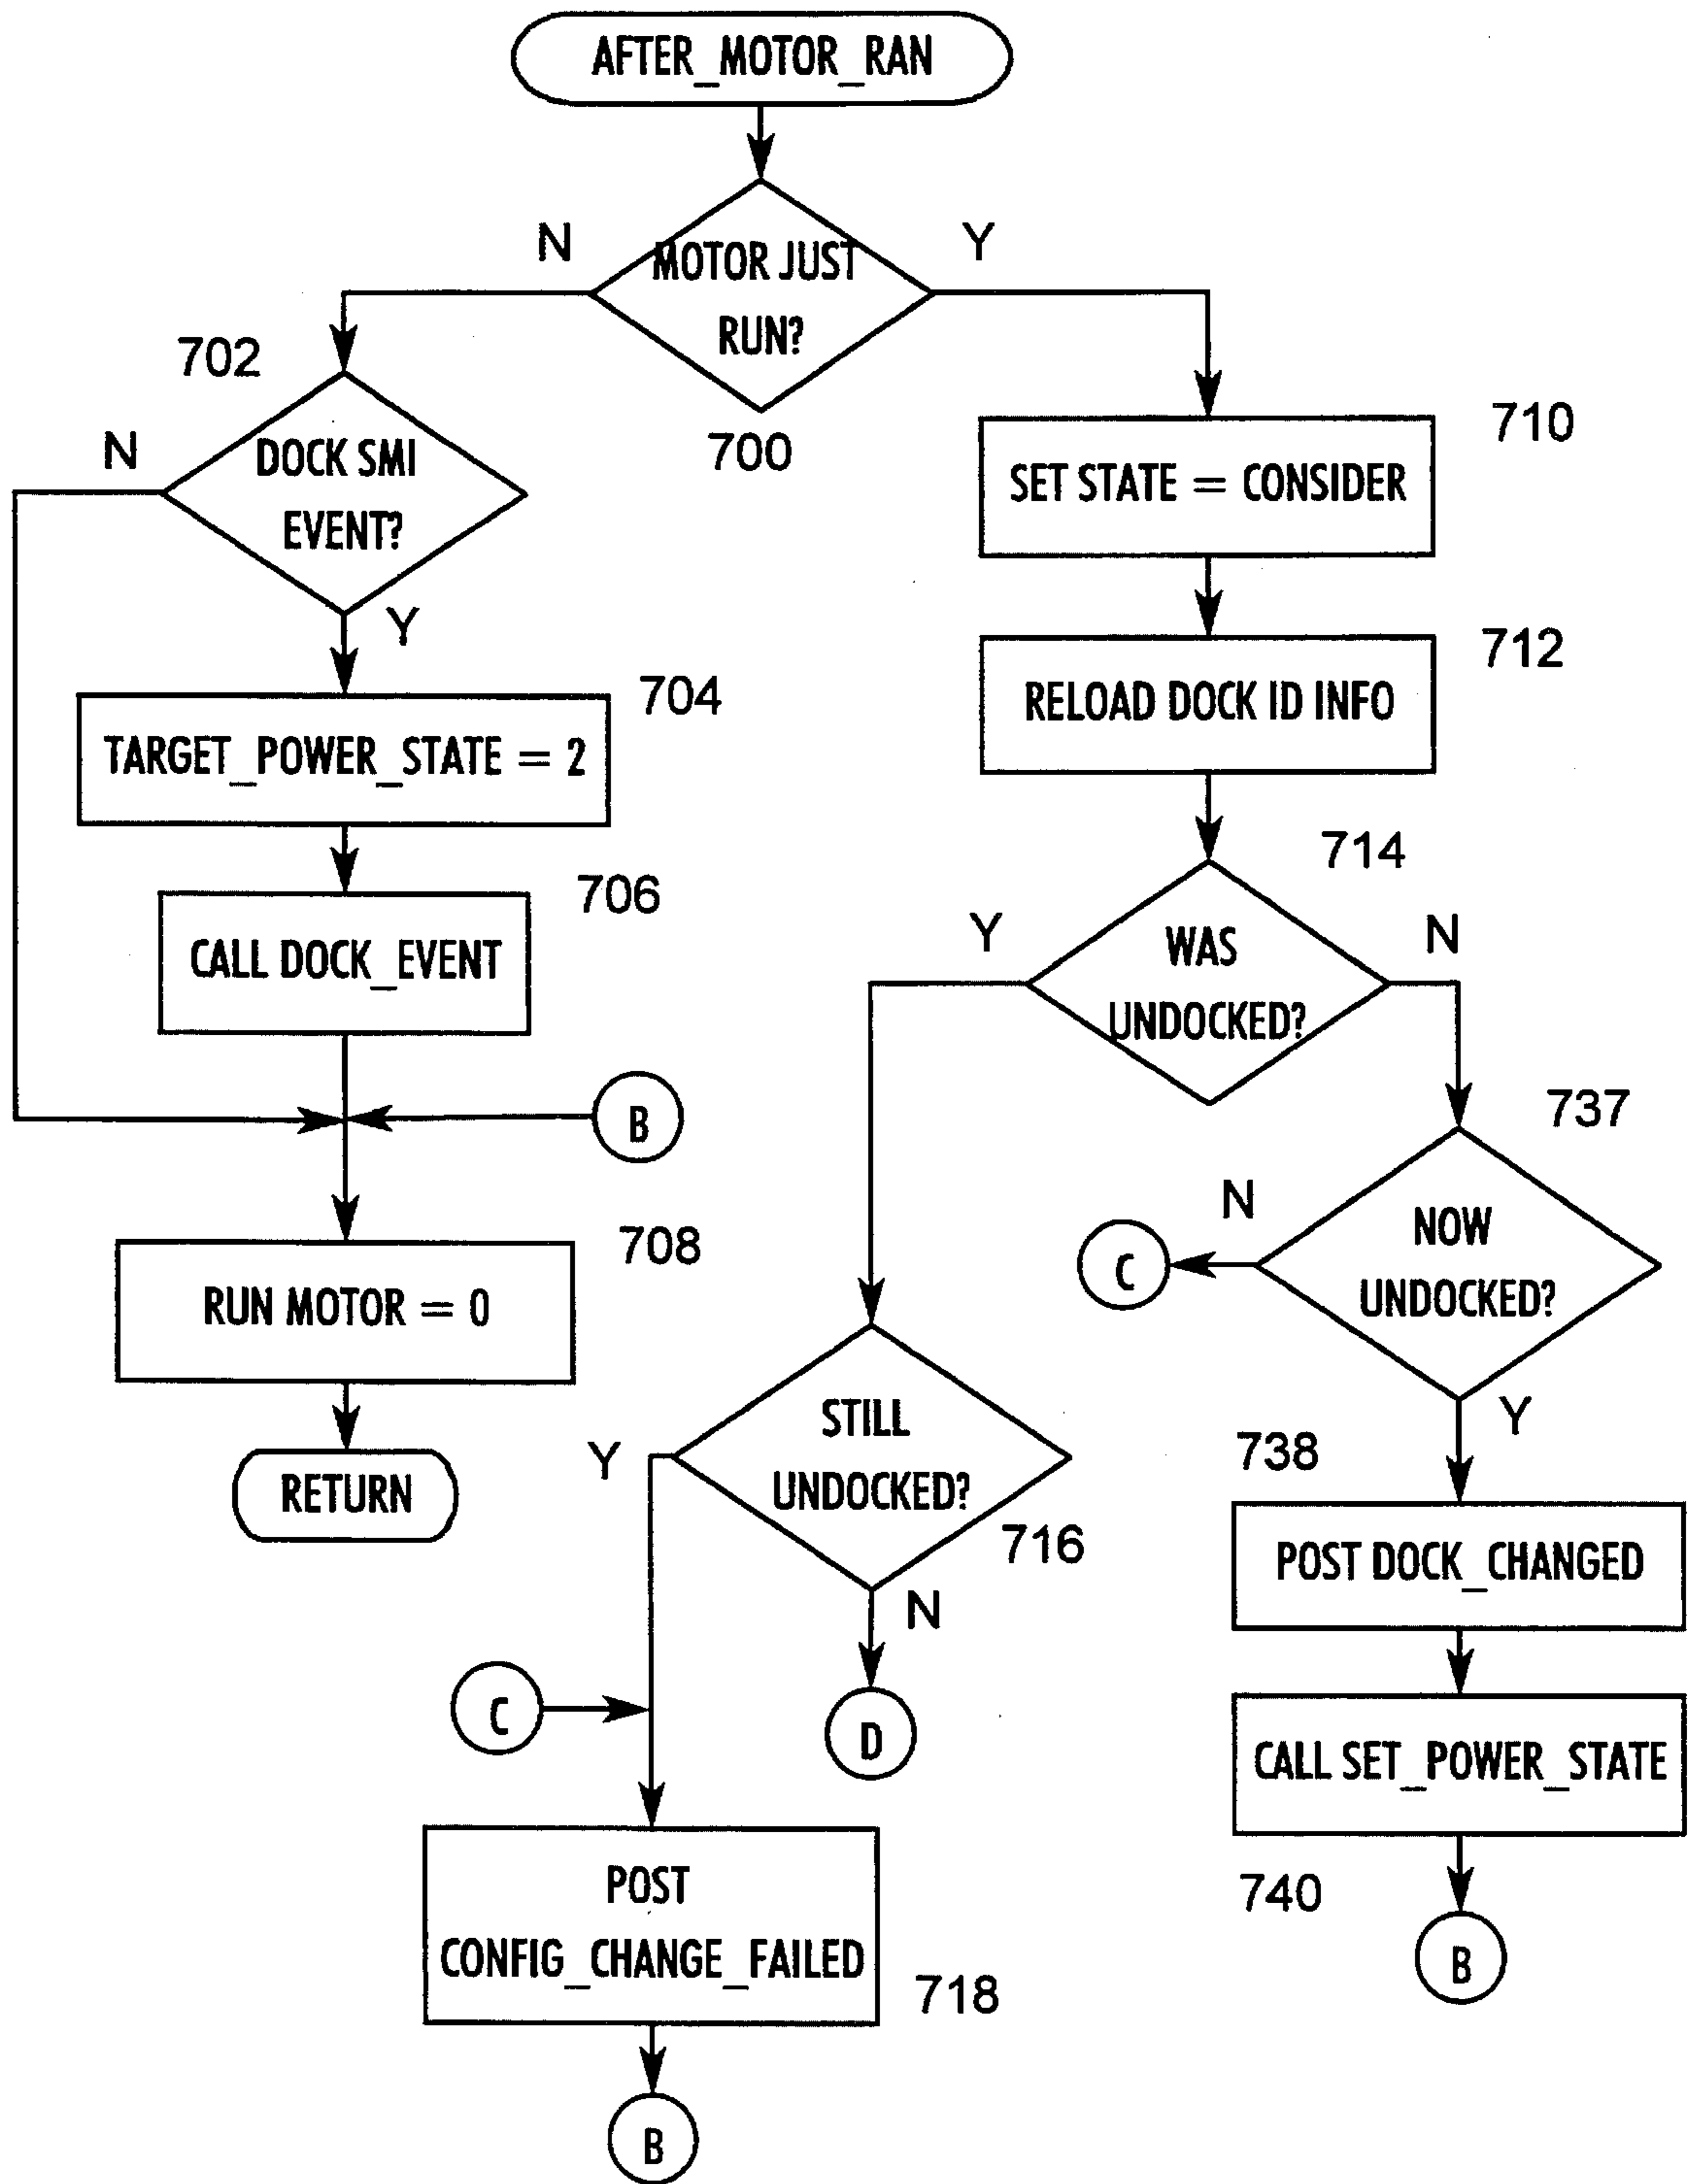 AFTER_MOTOR_RAN
N
MOTOR JUST
RUN?
Y
700
702
N
DOCK SMI
EVENT?
Y
704
TARGET_POWER_STATE = 2
706
CALL DOCK_EVENT
B
708
RUN MOTOR = 0
RETURN
710
SET STATE = CONSIDER
712
RELOAD DOCK ID INFO
714
Y
WAS
UNDOCKED?
N
737
N
NOW
UNDOCKED?
C
Y
Y
STILL
UNDOCKED?
716
N
C
D
POST
CONFIG_CHANGE_FAILED
718
B
738
POST DOCK_CHANGED
CALL SET_POWER_STATE
740
B